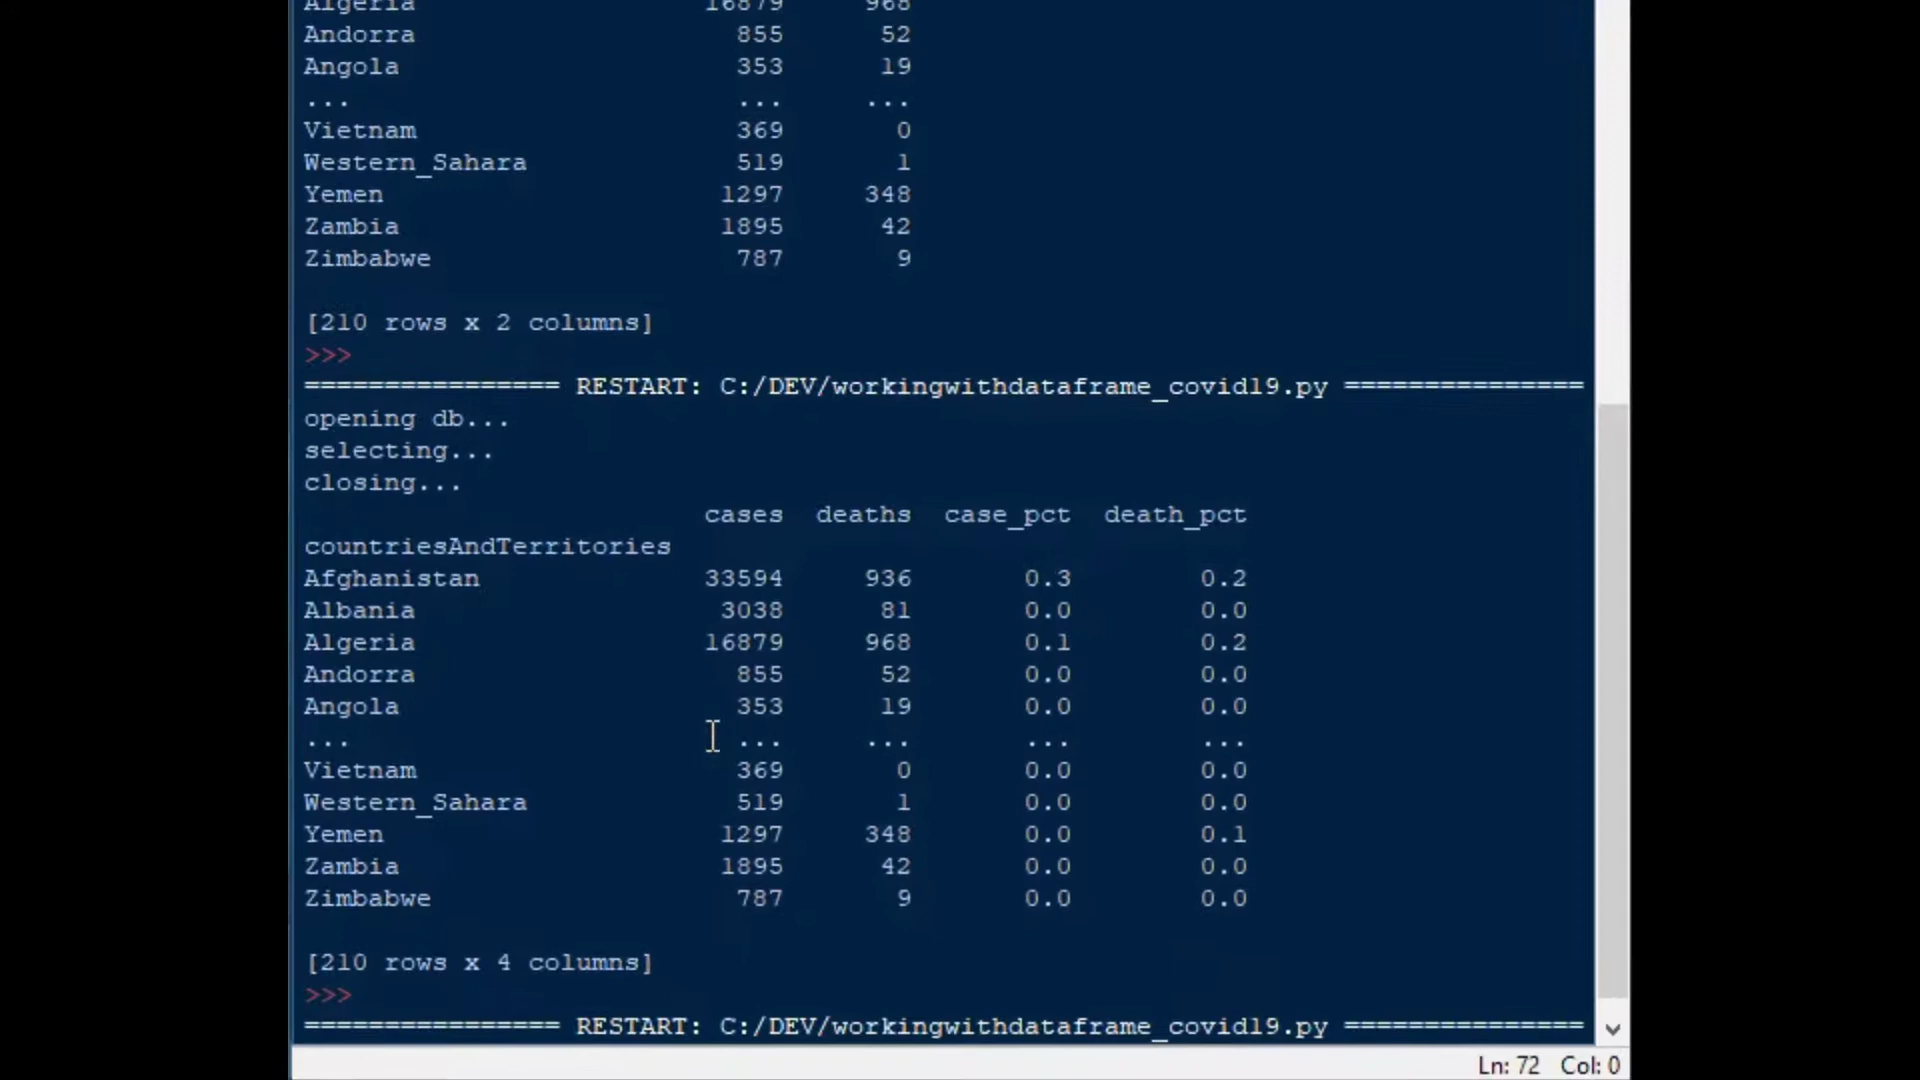 Algeria 16879 968
Andorra 855 52
Angola 353 19
... ... ...
Vietnam 369 0
Western_Sahara 519 1
Yemen 1297 348
Zambia 1895 42
Zimbabwe 787 9
[210 rows x 2 columns]
>>>
================ RESTART: C:/DEV/workingwithdataframe_covid19.py ===============
opening db...
selecting...
closing...
cases deaths case_pct death_pct
countriesAndTerritories
Afghanistan 33594 936 0.3 0.2
Albania 3038 81 0.0 0.0
Algeria 16879 968 0.1 0.2
Andorra 855 52 0.0 0.0
Angola 353 19 0.0 0.0
... ... ... ... ...
Vietnam 369 0 0.0 0.0
Western_Sahara 519 1 0.0 0.0
Yemen 1297 348 0.0 0.1
Zambia 1895 42 0.0 0.0
Zimbabwe 787 9 0.0 0.0
[210 rows x 4 columns]
>>>
================ RESTART: C:/DEV/workingwithdataframe_covid19.py ===============
Ln: 72 Col: 0